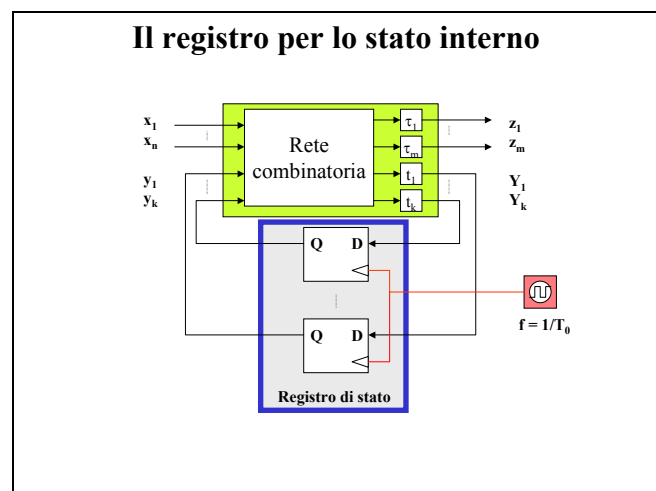 Il registro per lo stato interno
x1
xn
y1
yk
Rete
combinatoria
τ1
τm
t1
tk
z1
zm
Y1
Yk
Q D
Q D
Registro di stato
f = 1/T0